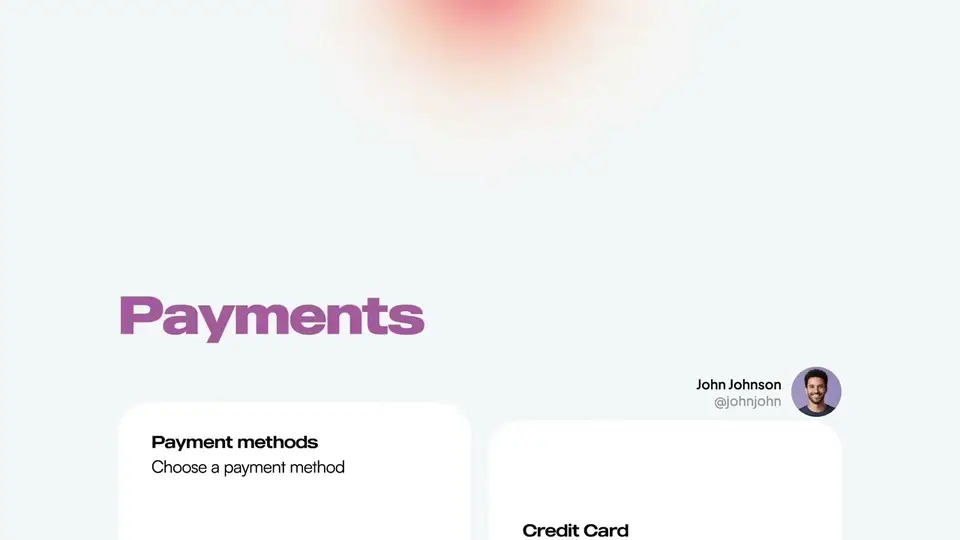 Payments
John Johnson
@johnjohn
Payment methods
Choose a payment method
Credit Card